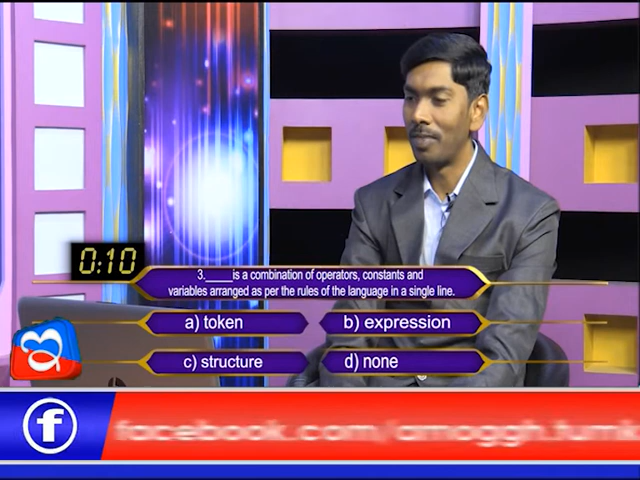 0:10
3.____is a combination of operators, constants and
variables arranged as per the rules of the language in a single line.
a) token
b) expression
c) structure
d) none
f